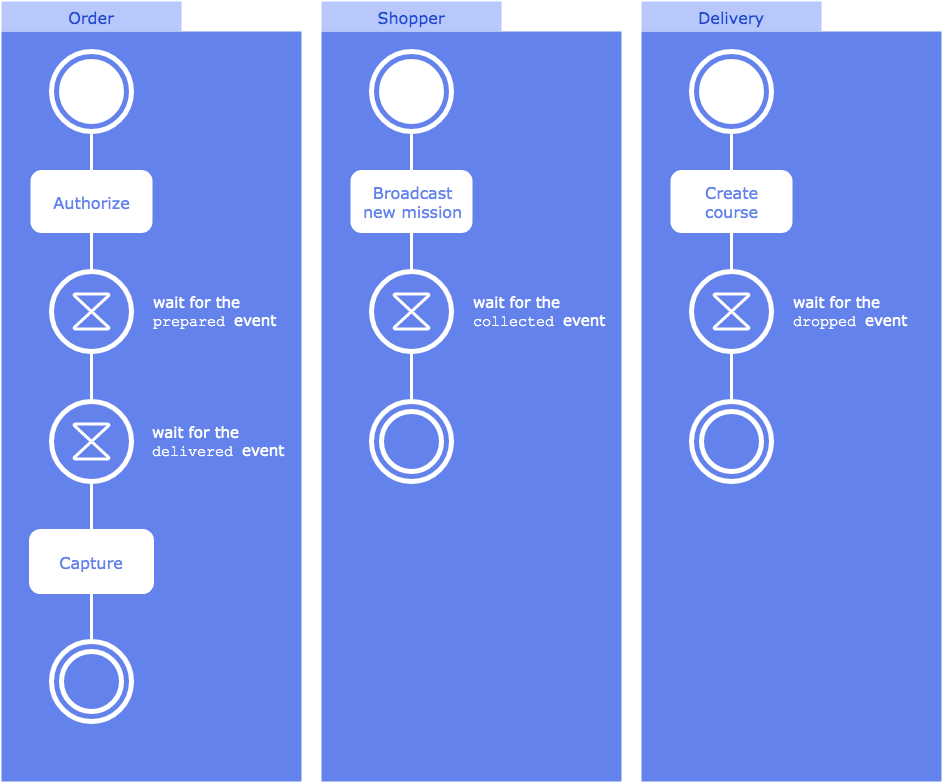 Order
Authorize
wait for the
prepared event
wait for the
delivered event
Capture
Shopper
Broadcast
new mission
wait for the
collected event
Delivery
Create
course
wait for the
dropped event